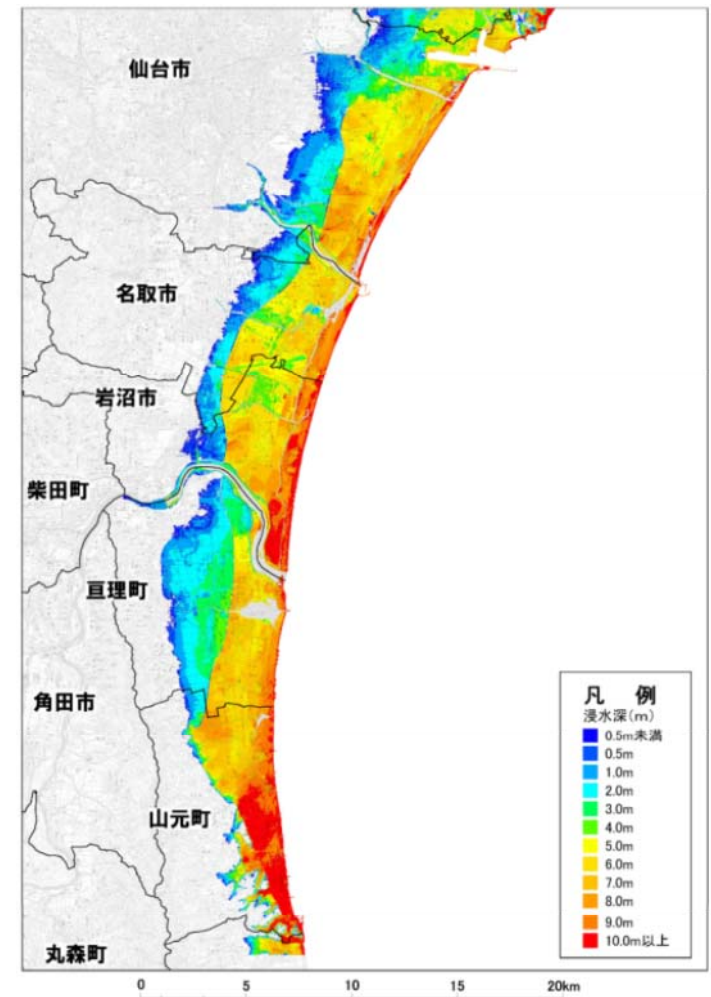 仙台市
名取市
岩沼市
柴田町
亘理町
角田市
山元町
丸森町
凡 例
浸水深(m)
0.5m未満
0.5m
1.0m
2.0m
3.0m
4.0m
5.0m
6.0m
7.0m
8.0m
9.0m
10.0m以上
0 5 10 15 20km